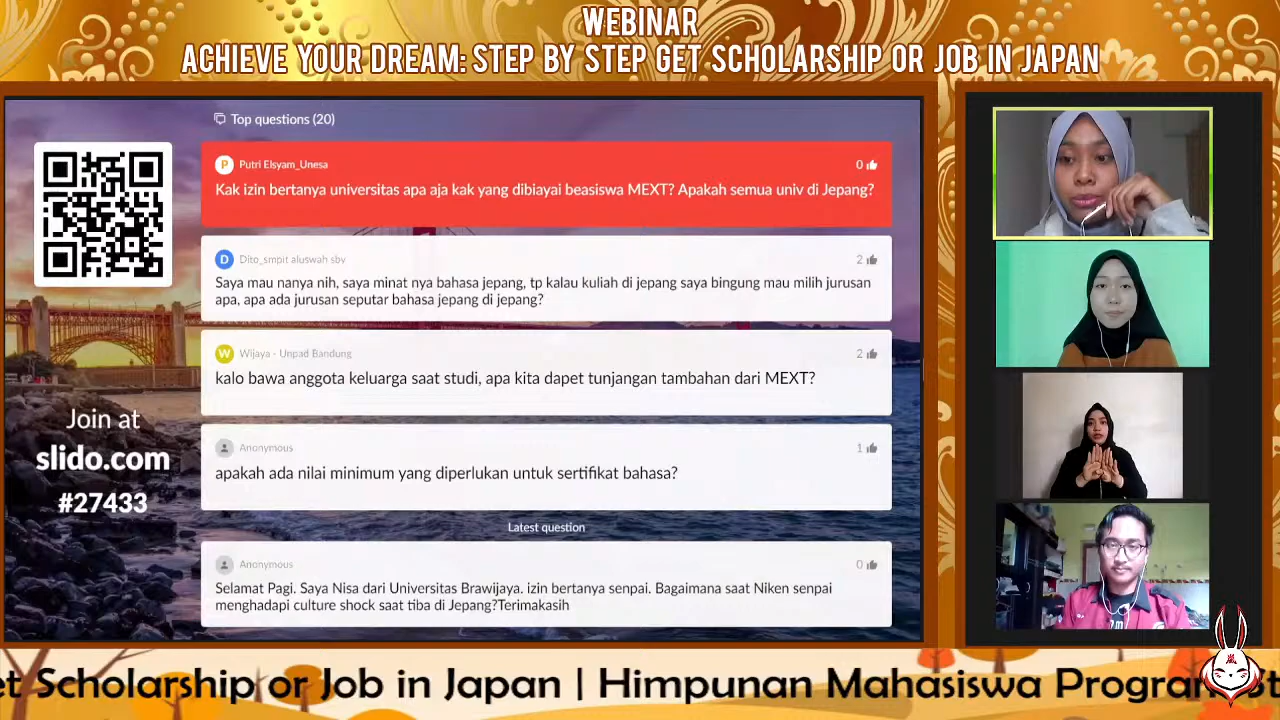 WEBINAR
ACHIEVE YOUR DREAM: STEP BY STEP GET SCHOLARSHIP OR JOB IN JAPAN
Top questions (20)
P Putri Elsyam_Unesa 0
Kak izin bertanya universitas apa aja kak yang dibiayai beasiswa MEXT? Apakah semua univ di Jepang?
D Dito_smpit aluswah sby 2
Saya mau nanya nih, saya minat nya bahasa jepang, tp kalau kuliah di jepang saya bingung mau milih jurusan
apa, apa ada jurusan seputar bahasa jepang di jepang?
W Wijaya - Unpad Bandung 2
kalo bawa anggota keluarga saat studi, apa kita dapet tunjangan tambahan dari MEXT?
Anonymous 1
apakah ada nilai minimum yang diperlukan untuk sertifikat bahasa?
Latest question
Anonymous 0
Selamat Pagi. Saya Nisa dari Universitas Brawijaya. izin bertanya senpai. Bagaimana saat Niken senpai
menghadapi culture shock saat tiba di Jepang?Terimakasih
Join at
slido.com
#27433
et Scholarship or Job in Japan | Himpunan Mahasiswa Program St